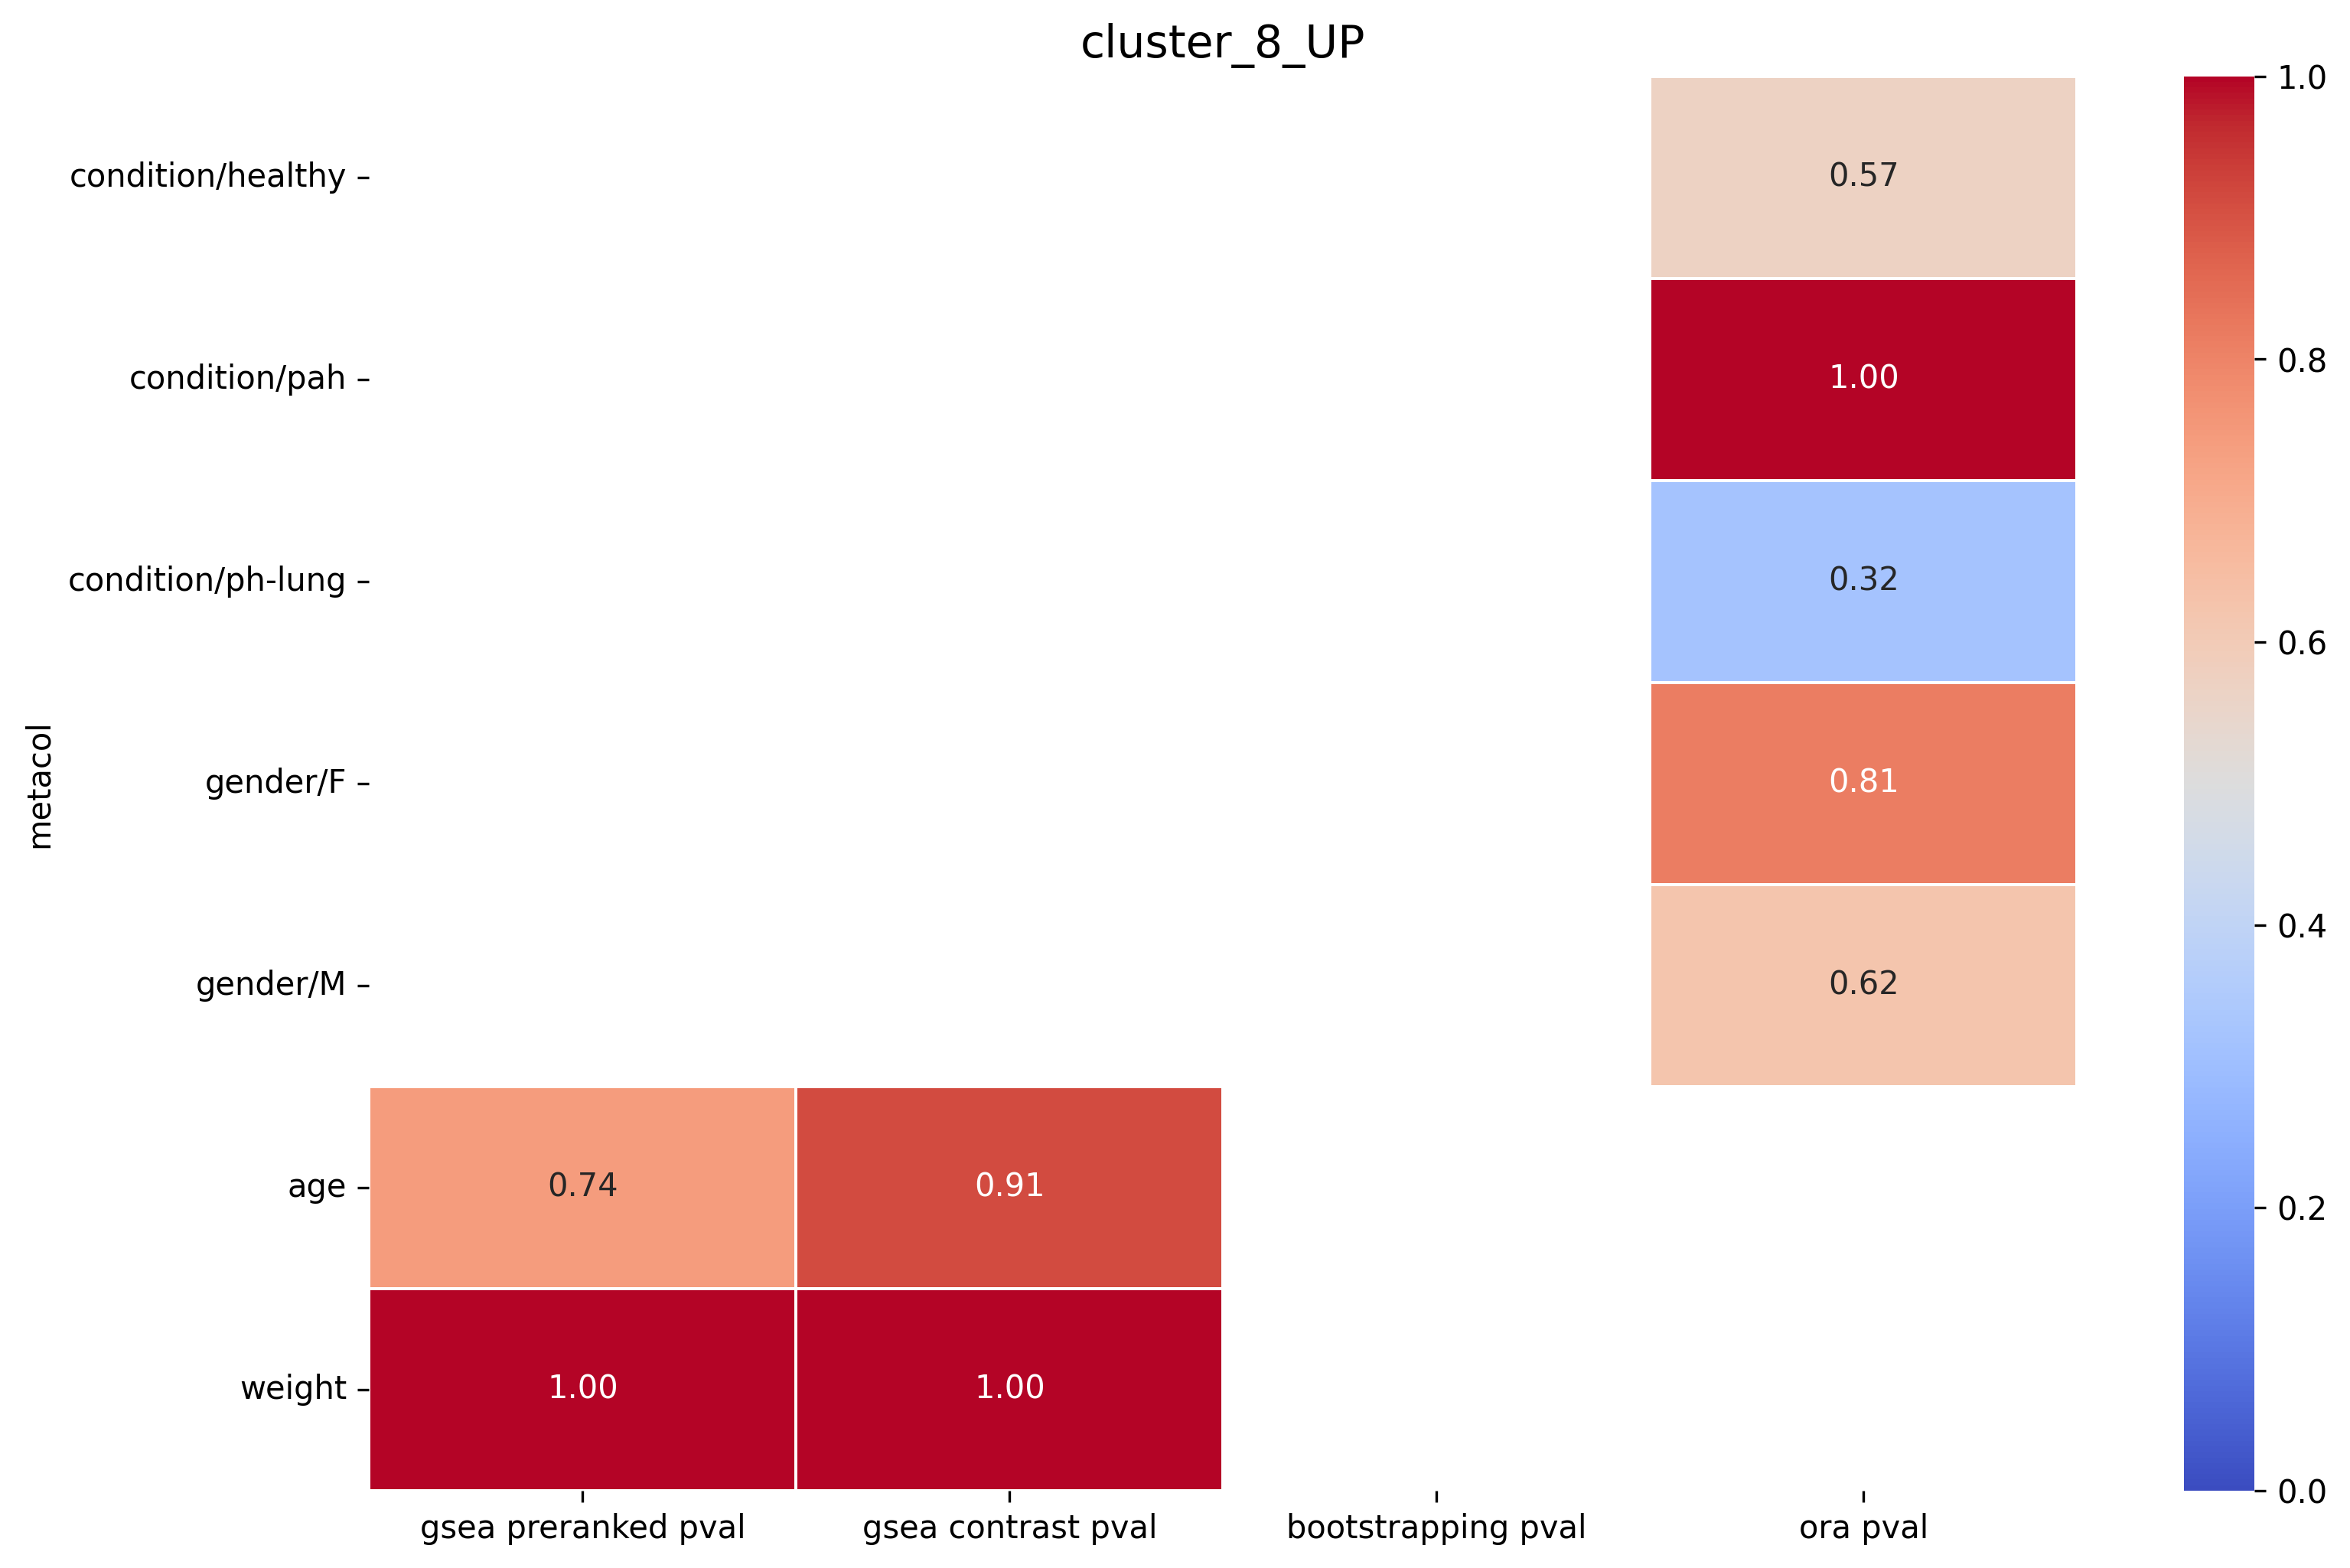 cluster_8_UP
metacol
condition/healthy
0.57
condition/pah
1.00
condition/ph-lung
0.32
gender/F
0.81
gender/M
0.62
age
0.74
0.91
weight
1.00
1.00
gsea preranked pval
gsea contrast pval
bootstrapping pval
ora pval
1.0
0.8
0.6
0.4
0.2
0.0